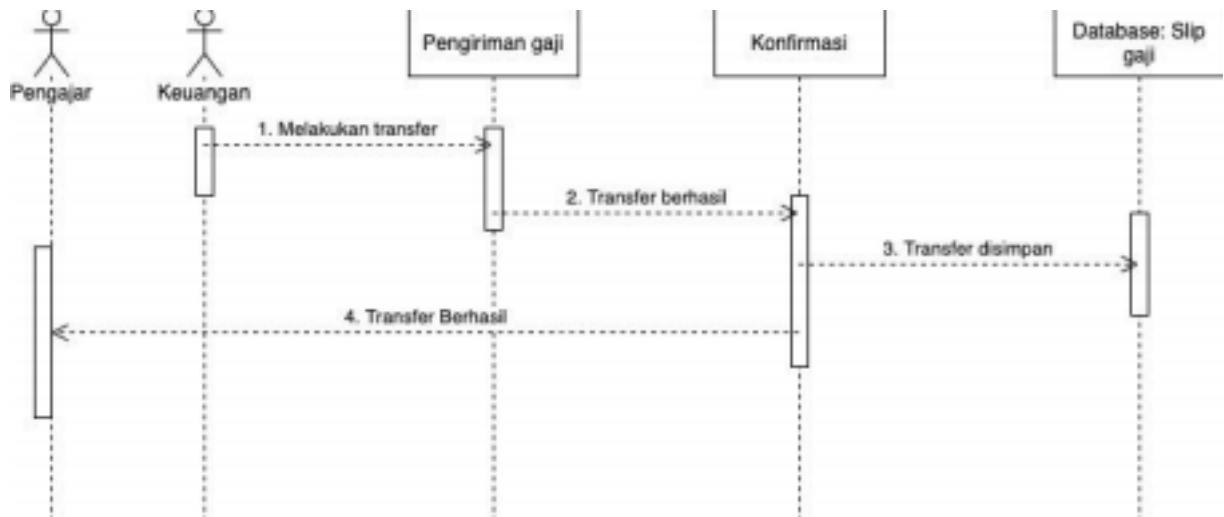 Pengajar
Keuangan
Pengiriman gaji
Konfirmasi
Database: Slip
gaji
1. Melakukan transfer
2. Transfer berhasil
3. Transfer disimpan
4. Transfer Berhasil